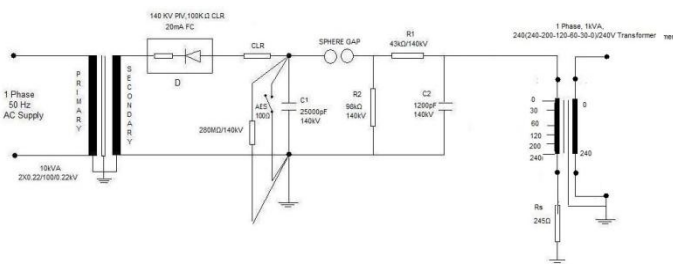 140 KV PIV,100KΩ CLR
20mA FC
D
CLR
SPHERE GAP
R1
43kΩ/140kV
1 Phase, 1kVA,
240(240-200-120-60-30-0)/240V Transformer
1 Phase
50 Hz
AC Supply
PRIMARY
SECONDARY
AES
100Ω
C1
25000pF
140kV
R2
98kΩ
140kV
C2
1200pF
140kV
280MΩ/140kV
10kVA
2X0.22/100/0.22kV
0
30
60
120
200
240
0
240
Rs
245Ω